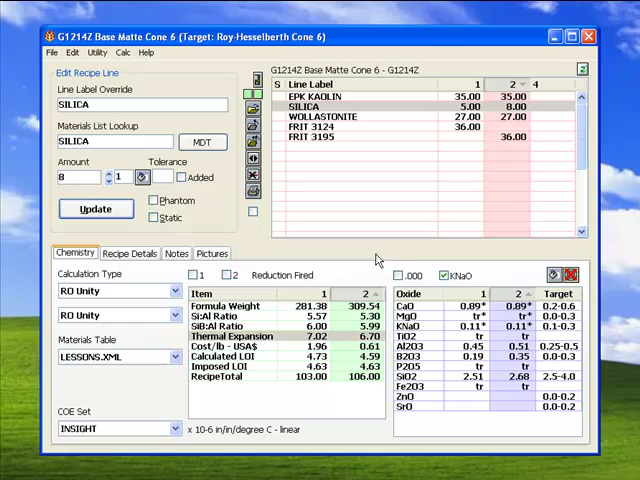 G1214Z Base Matte Cone 6 (Target: Roy-Hesselberth Cone 6)
File Edit Utility Calc Help
Edit Recipe Line
Line Label Override
SILICA
Materials List Lookup
SILICA MDT
Amount Tolerance
8 1 Added
Phantom
Update
Static
G1214Z Base Matte Cone 6 - G1214Z
S Line Label 1 2 4
EPK KAOLIN 35.00 35.00
SILICA 5.00 8.00
WOLLASTONITE 27.00 27.00
FRIT 3124 36.00
FRIT 3195 36.00
Chemistry Recipe Details Notes Pictures
Calculation Type
RO Unity
RO Unity
Materials Table
LESSONS.XML
COE Set
INSIGHT x 10-6 in/in/degree C - linear
1 2 Reduction Fired
Item 1 2
Formula Weight 281.38 309.54
Si:Al Ratio 5.57 5.30
SiB:Al Ratio 6.00 5.99
Thermal Expansion 7.02 6.70
Cost/lb - USA$ 1.96 0.61
Calculated LOI 4.73 4.59
Imposed LOI 4.63 4.63
RecipeTotal 103.00 106.00
.000 KNaO
Oxide 1 2 Target
CaO 0.89* 0.89* 0.2-0.6
MgO tr* tr* 0.0-0.3
KNaO 0.11* 0.11* 0.1-0.3
TiO2 tr tr
Al2O3 0.45 0.51 0.25-0.5
B2O3 0.19 0.35 0.0-0.3
P2O5 tr tr
SiO2 2.51 2.68 2.5-4.0
Fe2O3 tr tr
ZnO 0.0-0.2
SrO 0.0-0.2